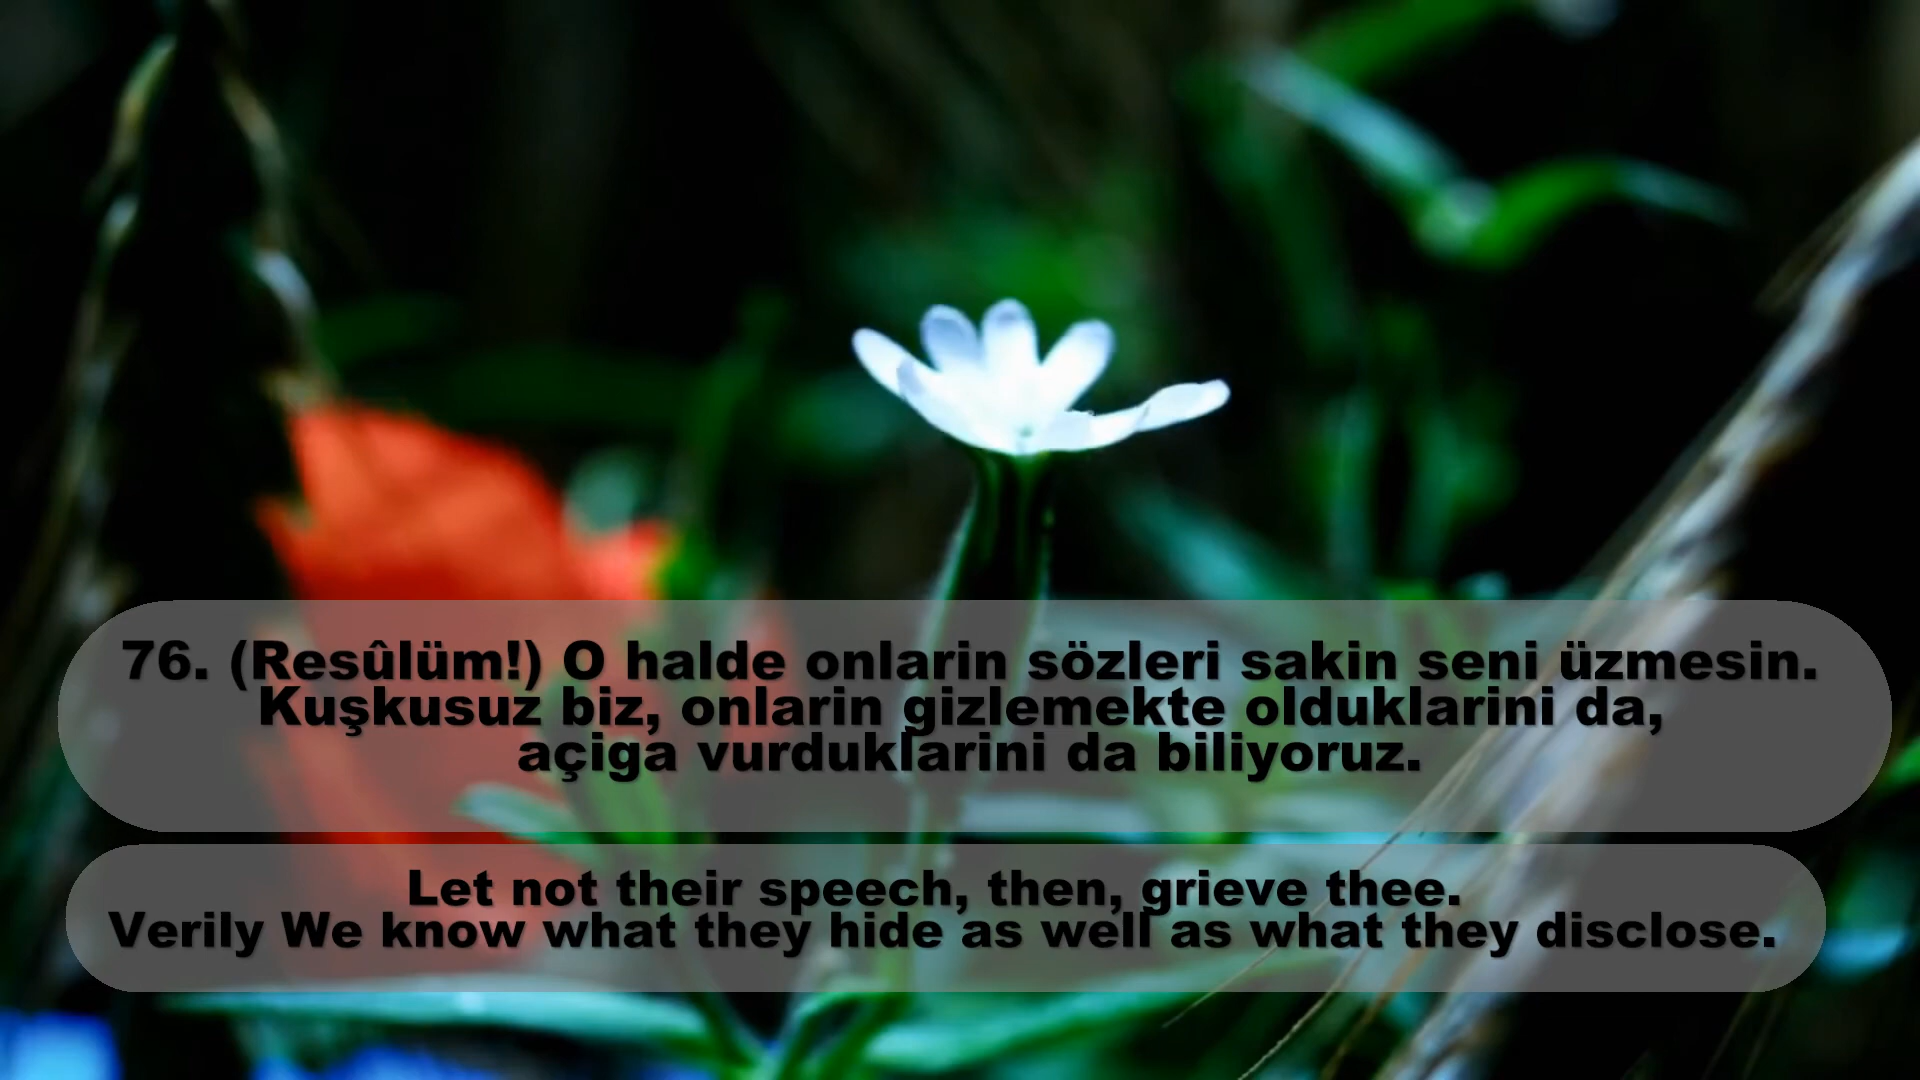 76. (Resûlüm!) O halde onlarin sözleri sakin seni üzmesin.
Kuşkusuz biz, onlarin gizlemekte olduklarini da,
açiga vurduklarini da biliyoruz.
Let not their speech, then, grieve thee.
Verily We know what they hide as well as what they disclose.